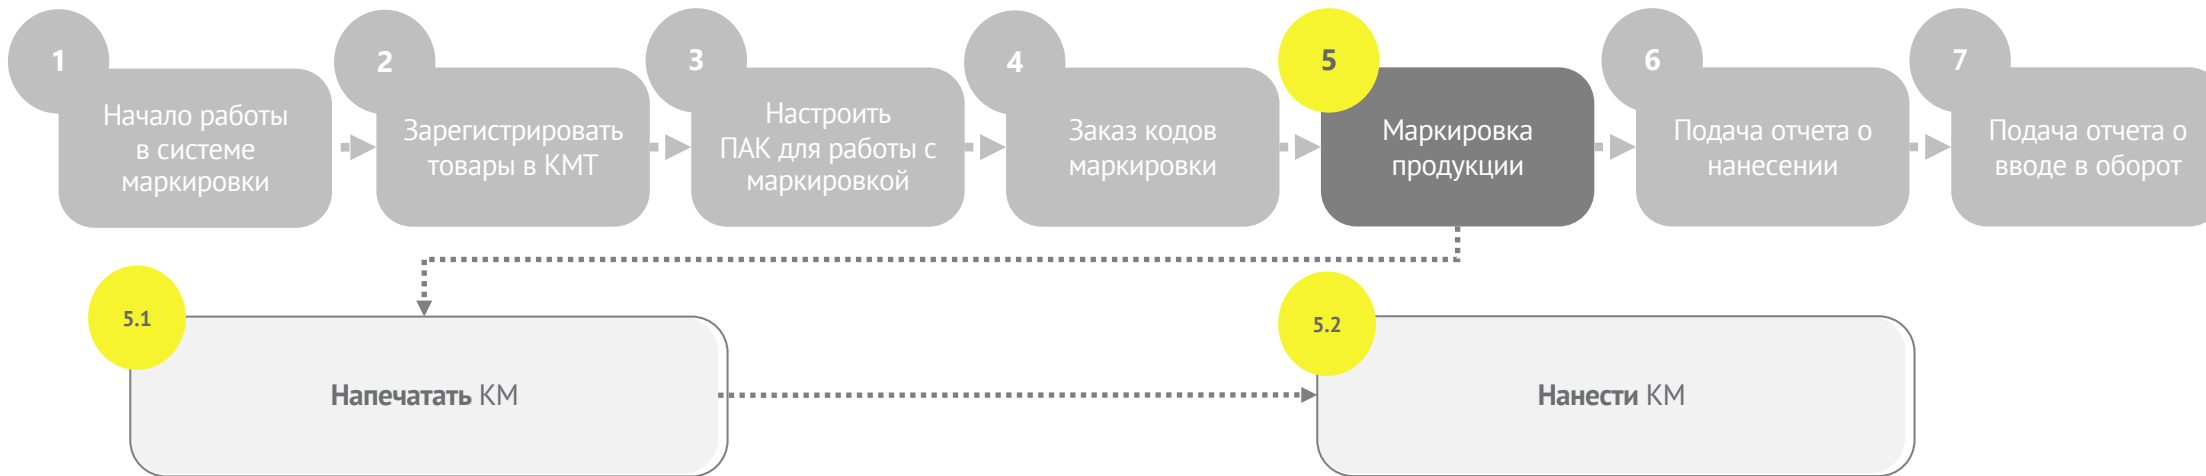 1
Начало работы
в системе
маркировки
2
Зарегистрировать
товары в КМТ
3
Настроить
ПАК для работы с
маркировкой
4
Заказ кодов
маркировки
5
Маркировка
продукции
6
Подача отчета о
нанесении
7
Подача отчета о
вводе в оборот
5.1
Напечатать КМ
5.2
Нанести КМ